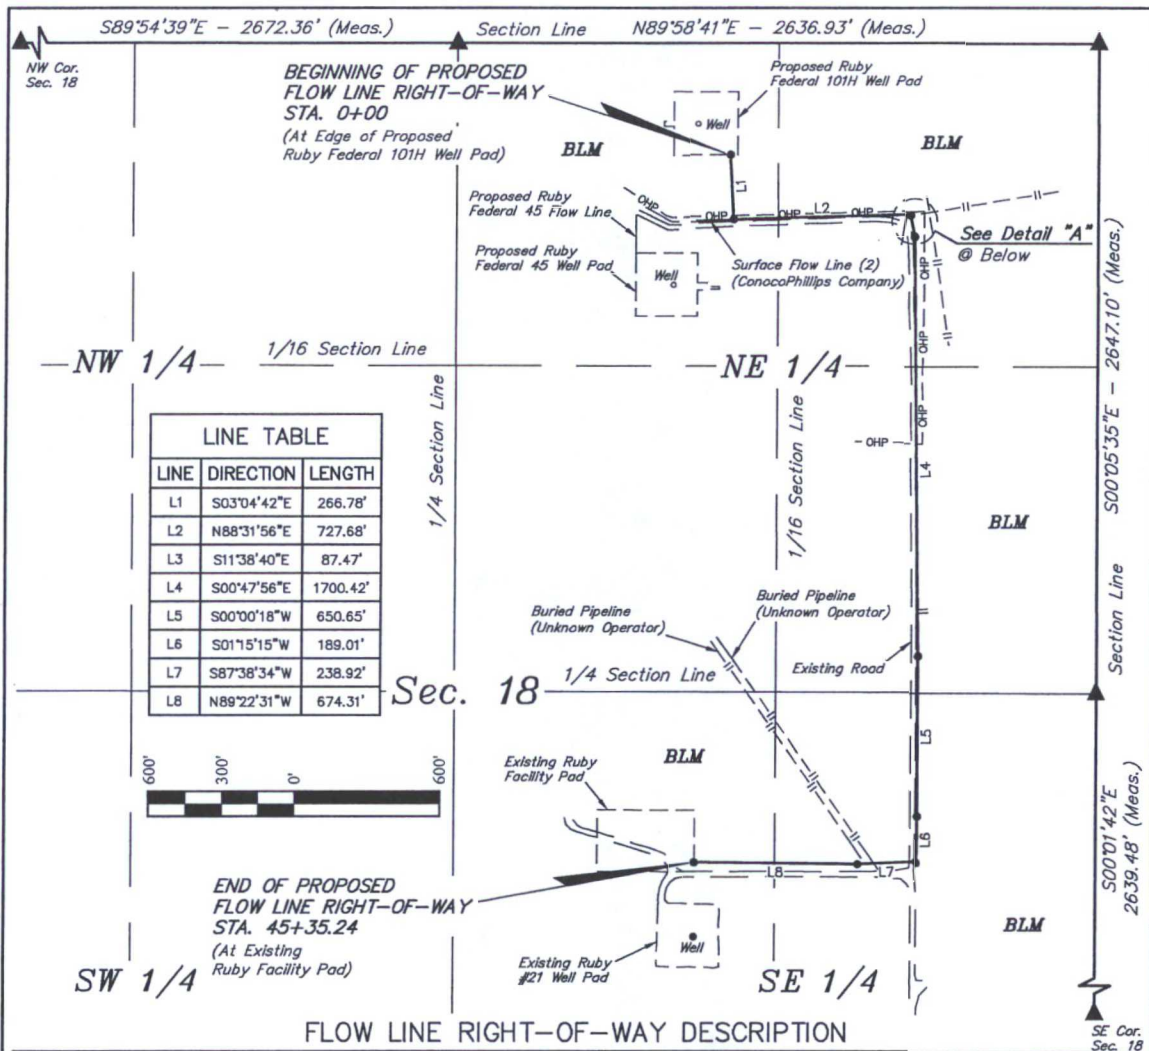 S89°54'39"E - 2672.36' (Meas.)
Section Line
N89°58'41"E - 2636.93' (Meas.)
NW Cor.
Sec. 18
BEGINNING OF PROPOSED
FLOW LINE RIGHT-OF-WAY
STA. 0+00
(At Edge of Proposed
Ruby Federal 101H Well Pad)
Proposed Ruby
Federal 101H Well Pad
Well
BLM
BLM
L1
Proposed Ruby
Federal 45 Flow Line
OHP
OHP
OHP
L2
OHP
See Detail "A"
@ Below
Proposed Ruby
Federal 45 Well Pad
Well
Surface Flow Line (2)
(ConocoPhillips Company)
OHP
S00°05'35"E - 2647.10' (Meas.)
NW 1/4
1/16 Section Line
NE 1/4
OHP
OHP
OHP
1/4 Section Line
1/16 Section Line
L4
BLM
Section Line
LINE TABLE
LINE DIRECTION LENGTH
L1 S03°04'42"E 266.78'
L2 N88°31'56"E 727.68'
L3 S11°38'40"E 87.47'
L4 S00°47'56"E 1700.42'
L5 S00°00'18"W 650.65'
L6 S01°15'15"W 189.01'
L7 S87°38'34"W 238.92'
L8 N89°22'31"W 674.31'
Buried Pipeline
(Unknown Operator)
Buried Pipeline
(Unknown Operator)
Existing Road
Sec. 18
1/4 Section Line
600' 300' 0' 600'
Existing Ruby
Facility Pad
BLM
L5
L6
S00°01'42"E
2639.48' (Meas.)
L8
L7
END OF PROPOSED
FLOW LINE RIGHT-OF-WAY
STA. 45+35.24
(At Existing
Ruby Facility Pad)
Well
Existing Ruby
#21 Well Pad
BLM
SW 1/4
SE 1/4
FLOW LINE RIGHT-OF-WAY DESCRIPTION
SE Cor.
Sec. 18